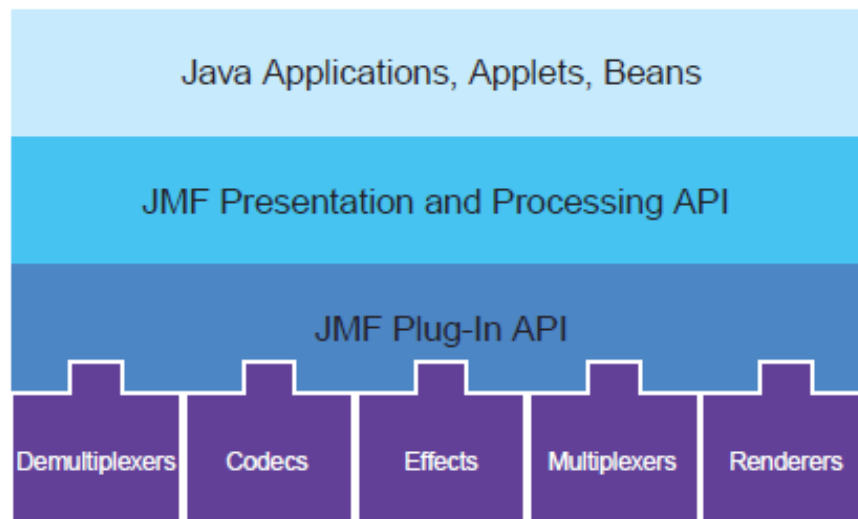 Java Applications, Applets, Beans
JMF Presentation and Processing API
JMF Plug-In API
Demultiplexers
Codecs
Effects
Multiplexers
Renderers